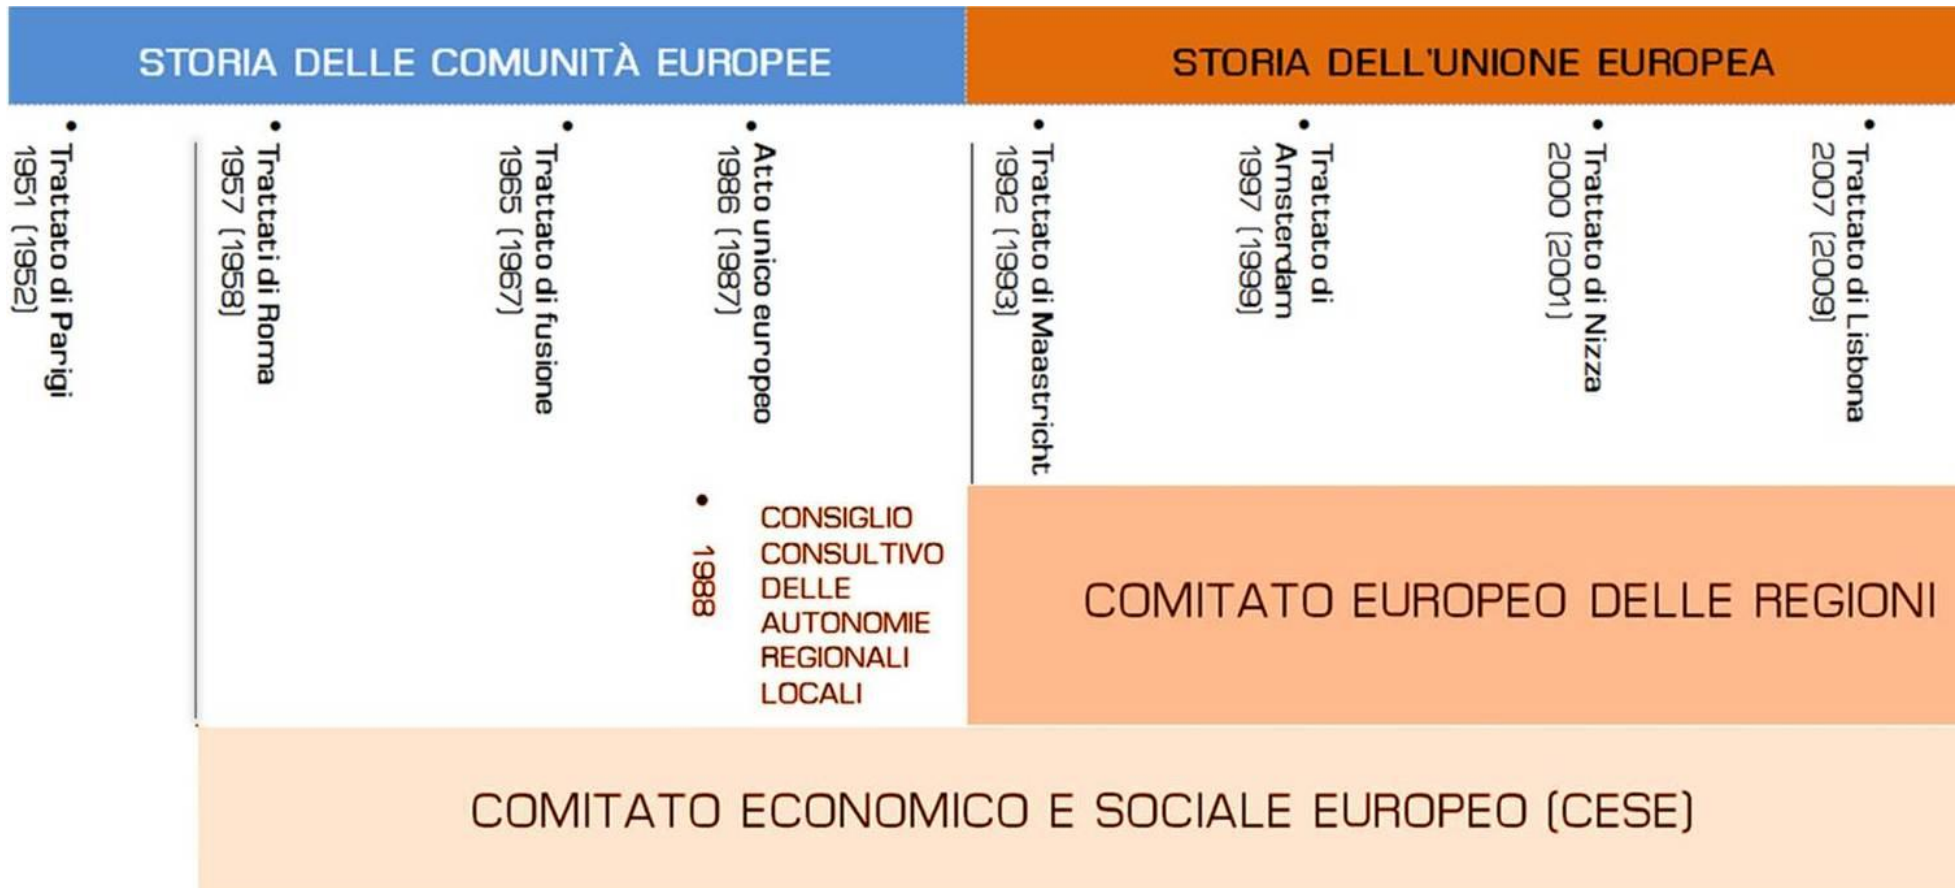 STORIA DELLE COMUNITÀ EUROPEE
STORIA DELL'UNIONE EUROPEA
• Trattato di Parigi
1951 (1952)
• Trattati di Roma
1957 (1958)
• Trattato di fusione
1965 (1967)
• Atto unico europeo
1986 (1987)
• Trattato di Maastricht
1992 (1993)
• Trattato di
Amsterdam
1997 (1999)
• Trattato di Nizza
2000 (2001)
• Trattato di Lisbona
2007 (2009)
• 1988
CONSIGLIO
CONSULTIVO
DELLE
AUTONOMIE
REGIONALI
LOCALI
COMITATO EUROPEO DELLE REGIONI
COMITATO ECONOMICO E SOCIALE EUROPEO (CESE)